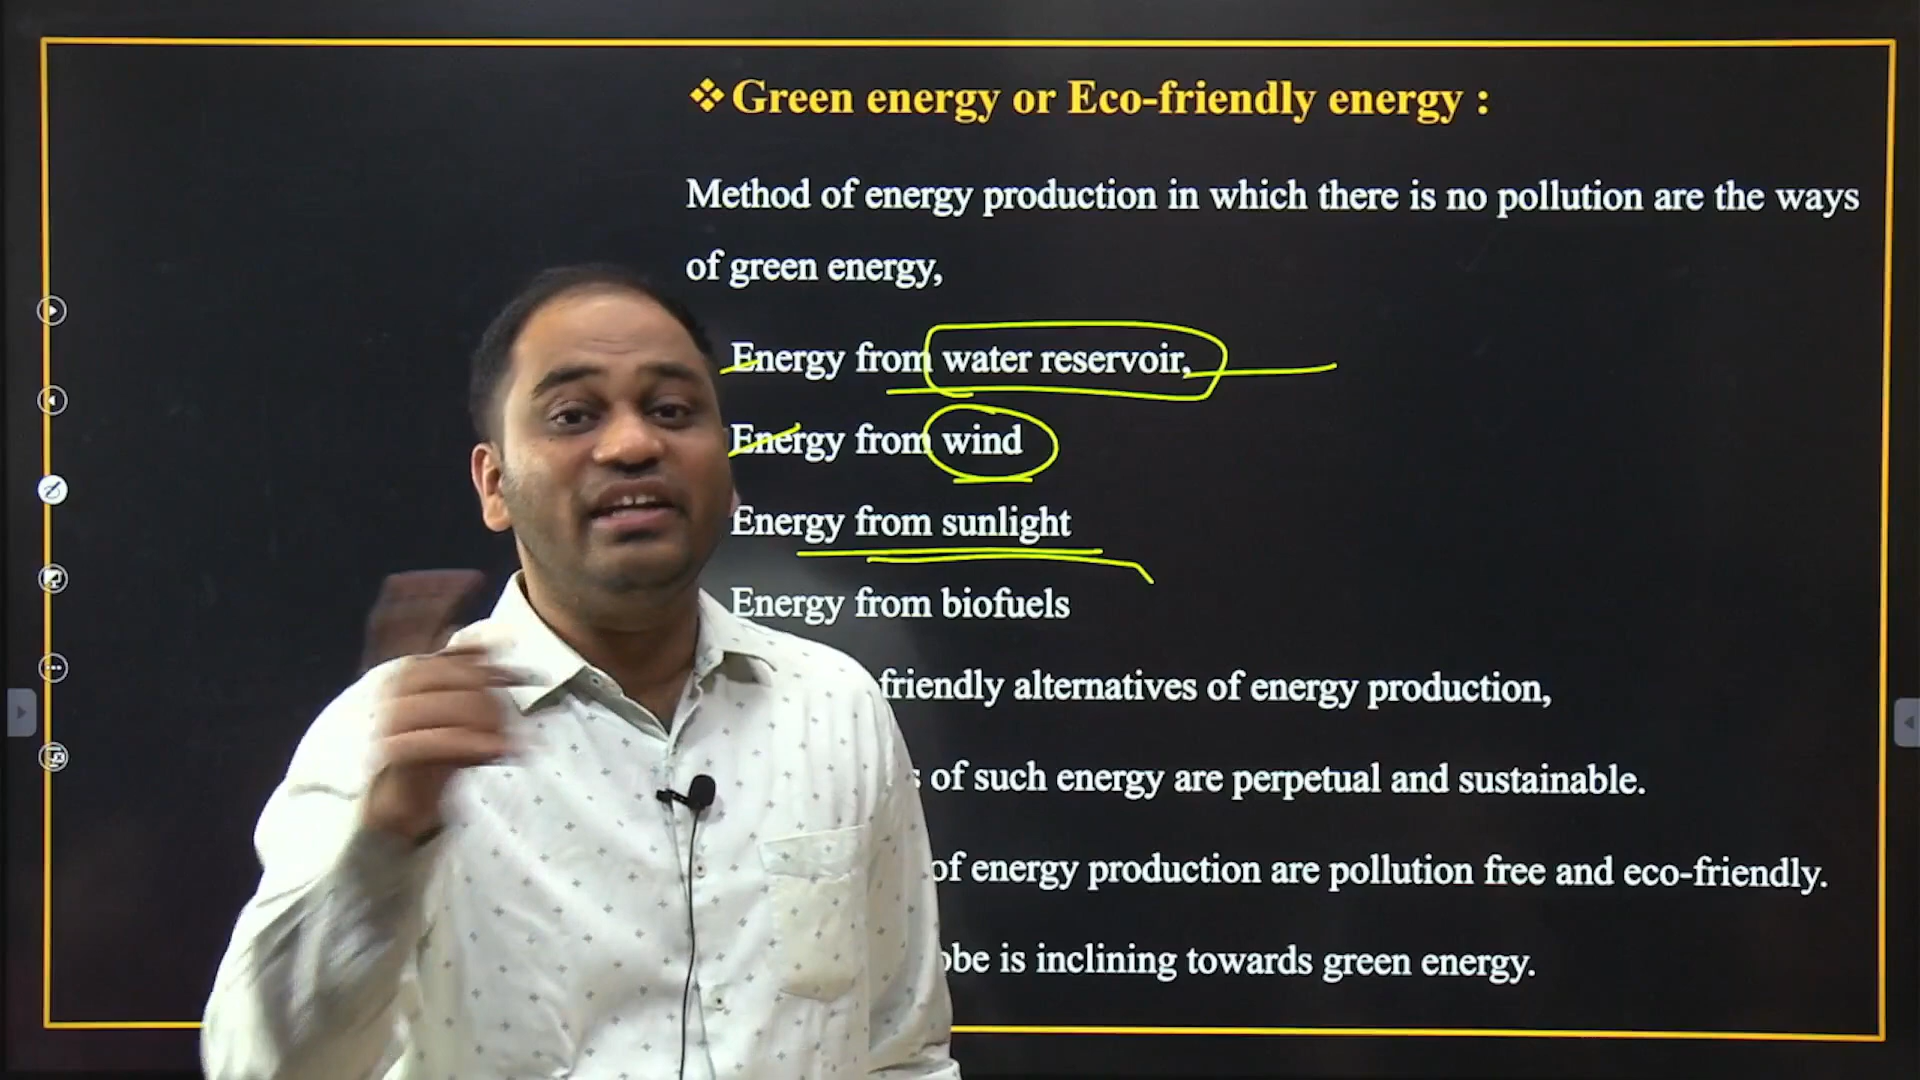 ❖ Green energy or Eco-friendly energy :
Method of energy production in which there is no pollution are the ways
of green energy,
Energy from water reservoir,
Energy from wind
Energy from sunlight
Energy from biofuels
friendly alternatives of energy production,
of such energy are perpetual and sustainable.
of energy production are pollution free and eco-friendly.
is inclining towards green energy.